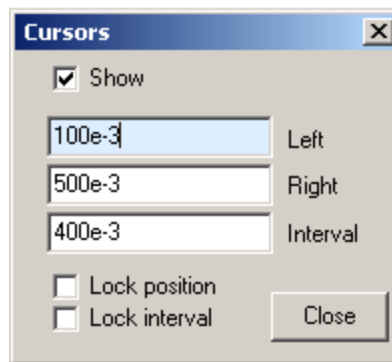 Cursors
Show
100e-3 Left
500e-3 Right
400e-3 Interval
Lock position
Lock interval
Close